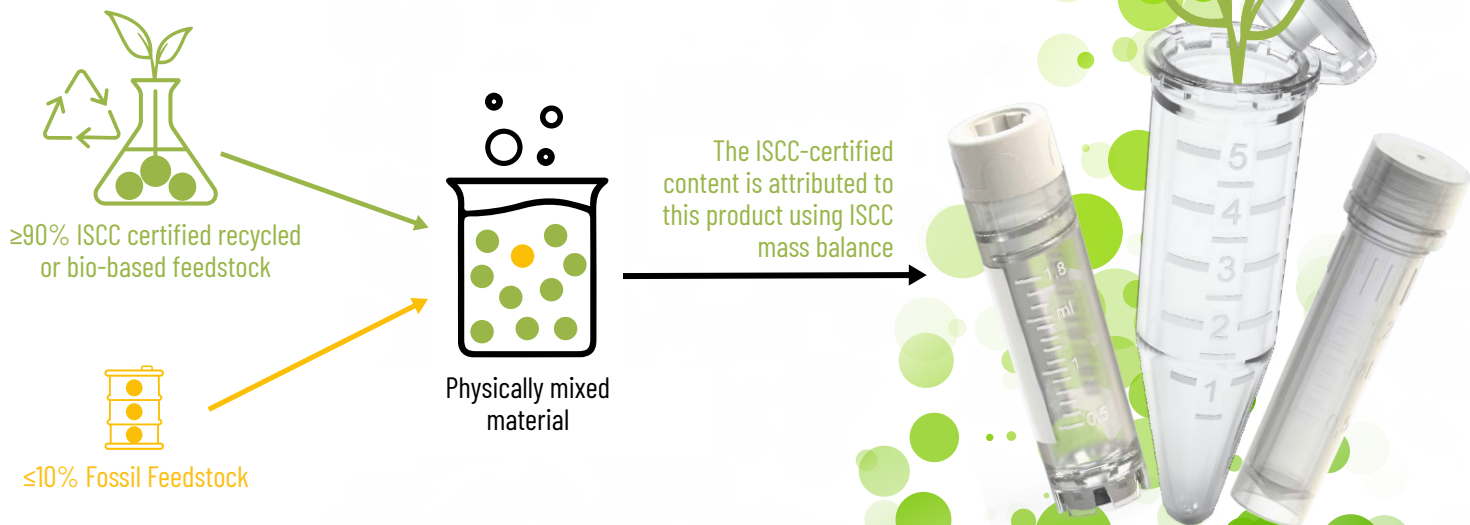 ≥90% ISCC certified recycled
or bio-based feedstock
≤10% Fossil Feedstock
Physically mixed
material
The ISCC-certified
content is attributed to
this product using ISCC
mass balance
1,8
ml
1
0,5
5
4
3
2
1